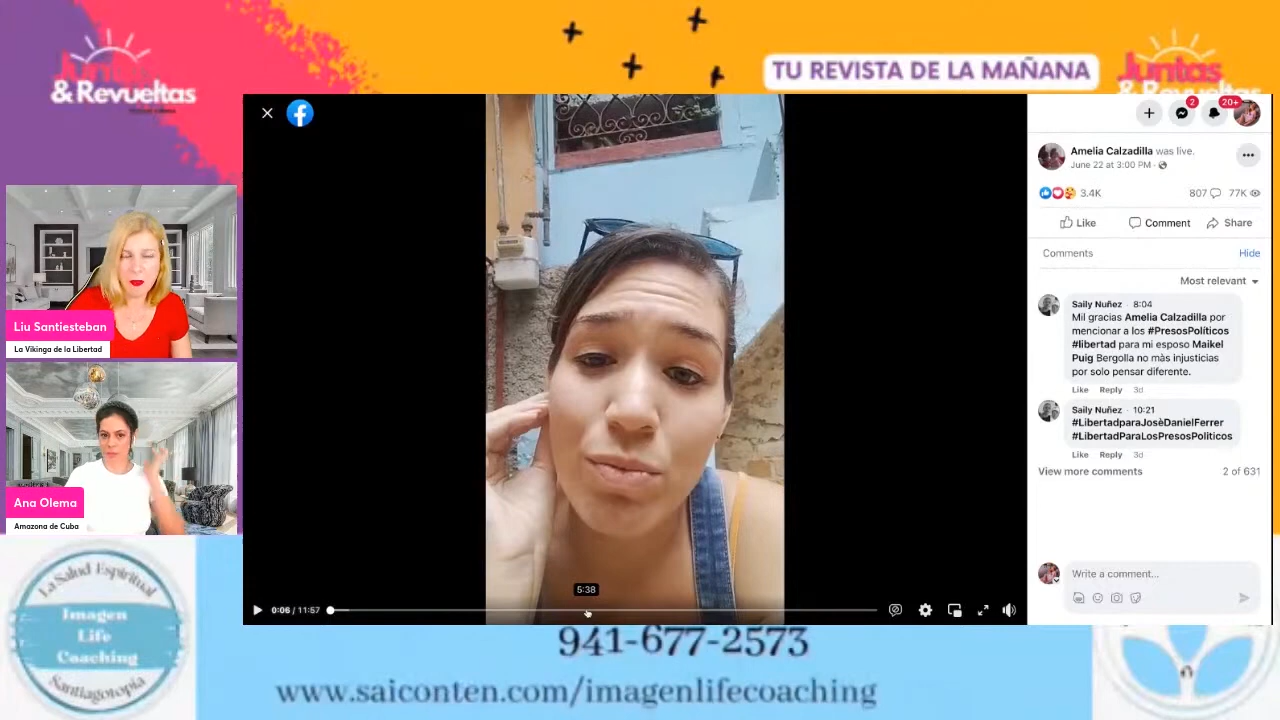 Juntas
& Revueltas
TU REVISTA DE LA MAÑANA
Juntas
& Revueltas
2
20+
Amelia Calzadilla was live.
June 22 at 3:00 PM ·
3.4K
807
77K
Like
Comment
Share
Comments
Hide
Most relevant
Saily Nuñez · 8:04
Mil gracias Amelia Calzadilla por
mencionar a los #PresosPolíticos
#libertad para mi esposo Maikel
Puig Bergolla no màs injusticias
por solo pensar diferente.
Like Reply 3d
Saily Nuñez · 10:21
#LibertadparaJosèDanielFerrer
#LibertadParaLosPresosPoliticos
Like Reply 3d
View more comments
2 of 631
Write a comment...
Liu Santiesteban
La Vikinga de la Libertad
Ana Olema
Amazona de Cuba
5:38
0:06 / 11:57
La Salud Espiritual
Imagen
Life
Coaching
Santiagotopia
941-677-2573
www.saiconten.com/imagenlifecoaching